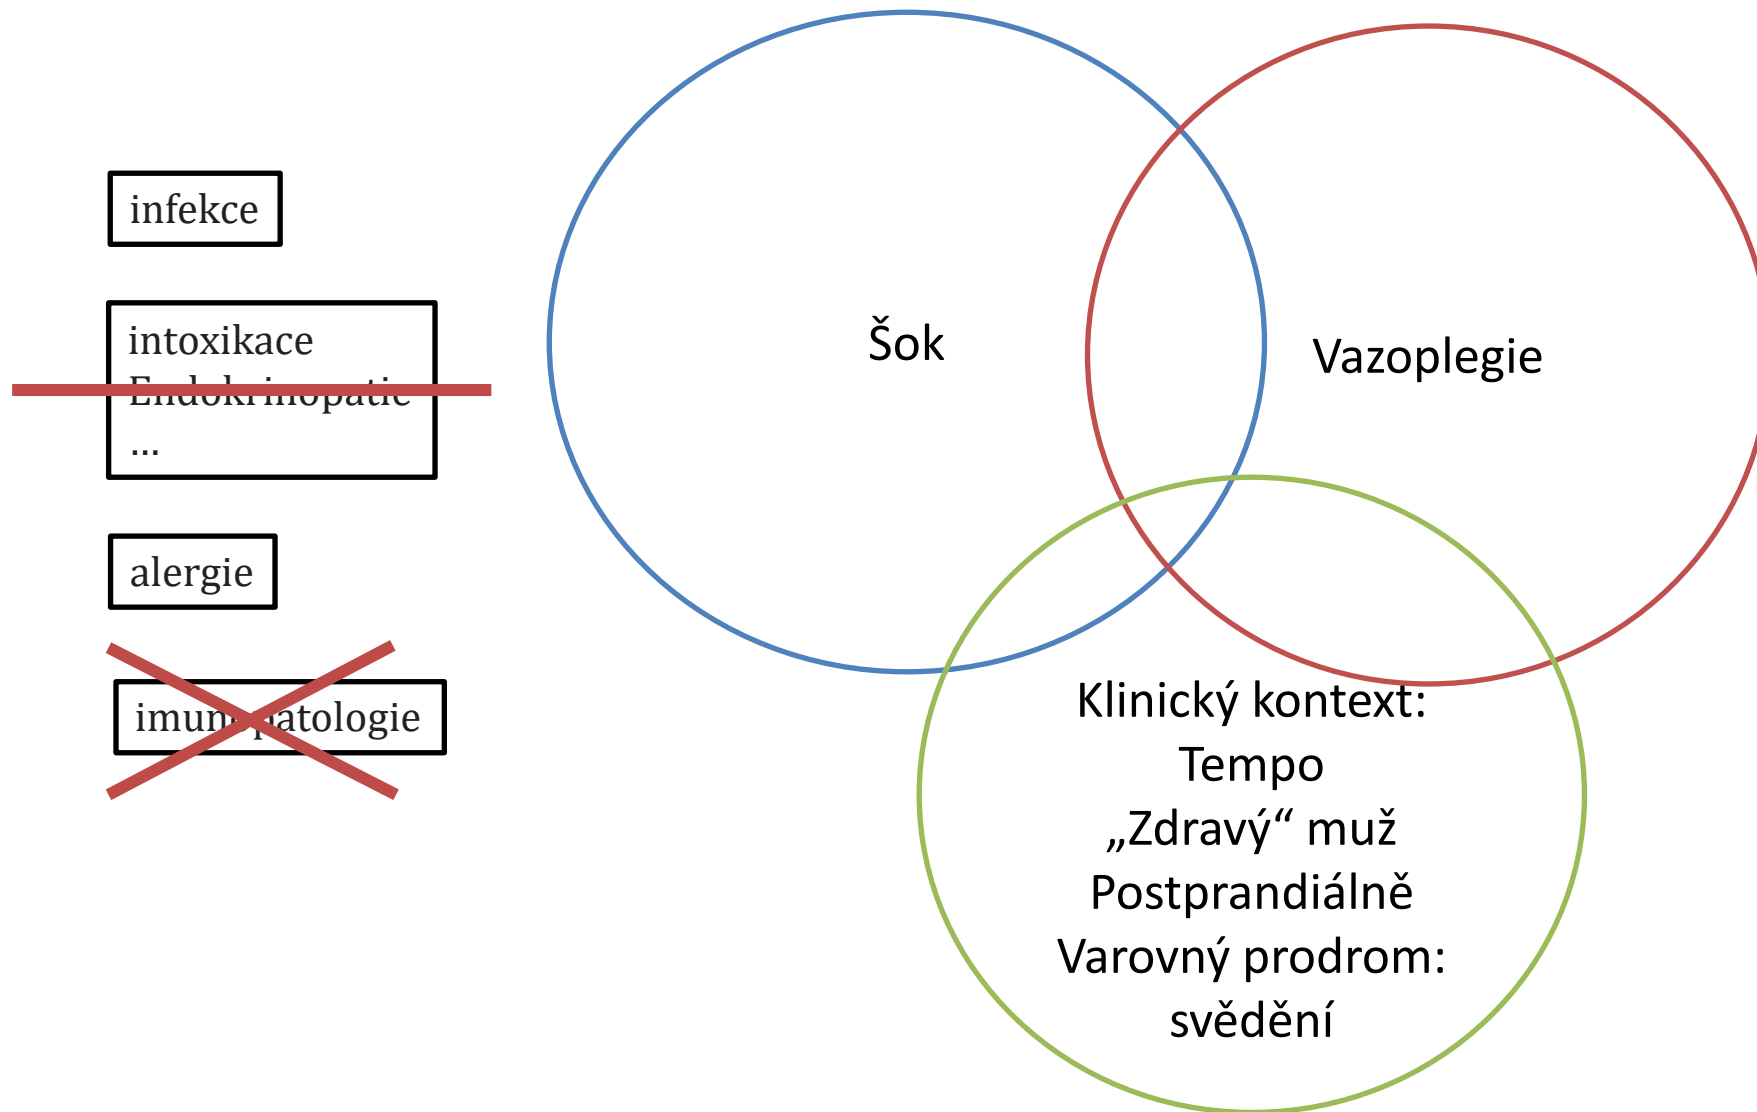 infekce
intoxikace
Endokrinopatie
…
alergie
imunopatologie
Šok
Vazoplegie
Klinický kontext:
Tempo
„Zdravý“ muž
Postprandiálně
Varovný prodrom:
svědění